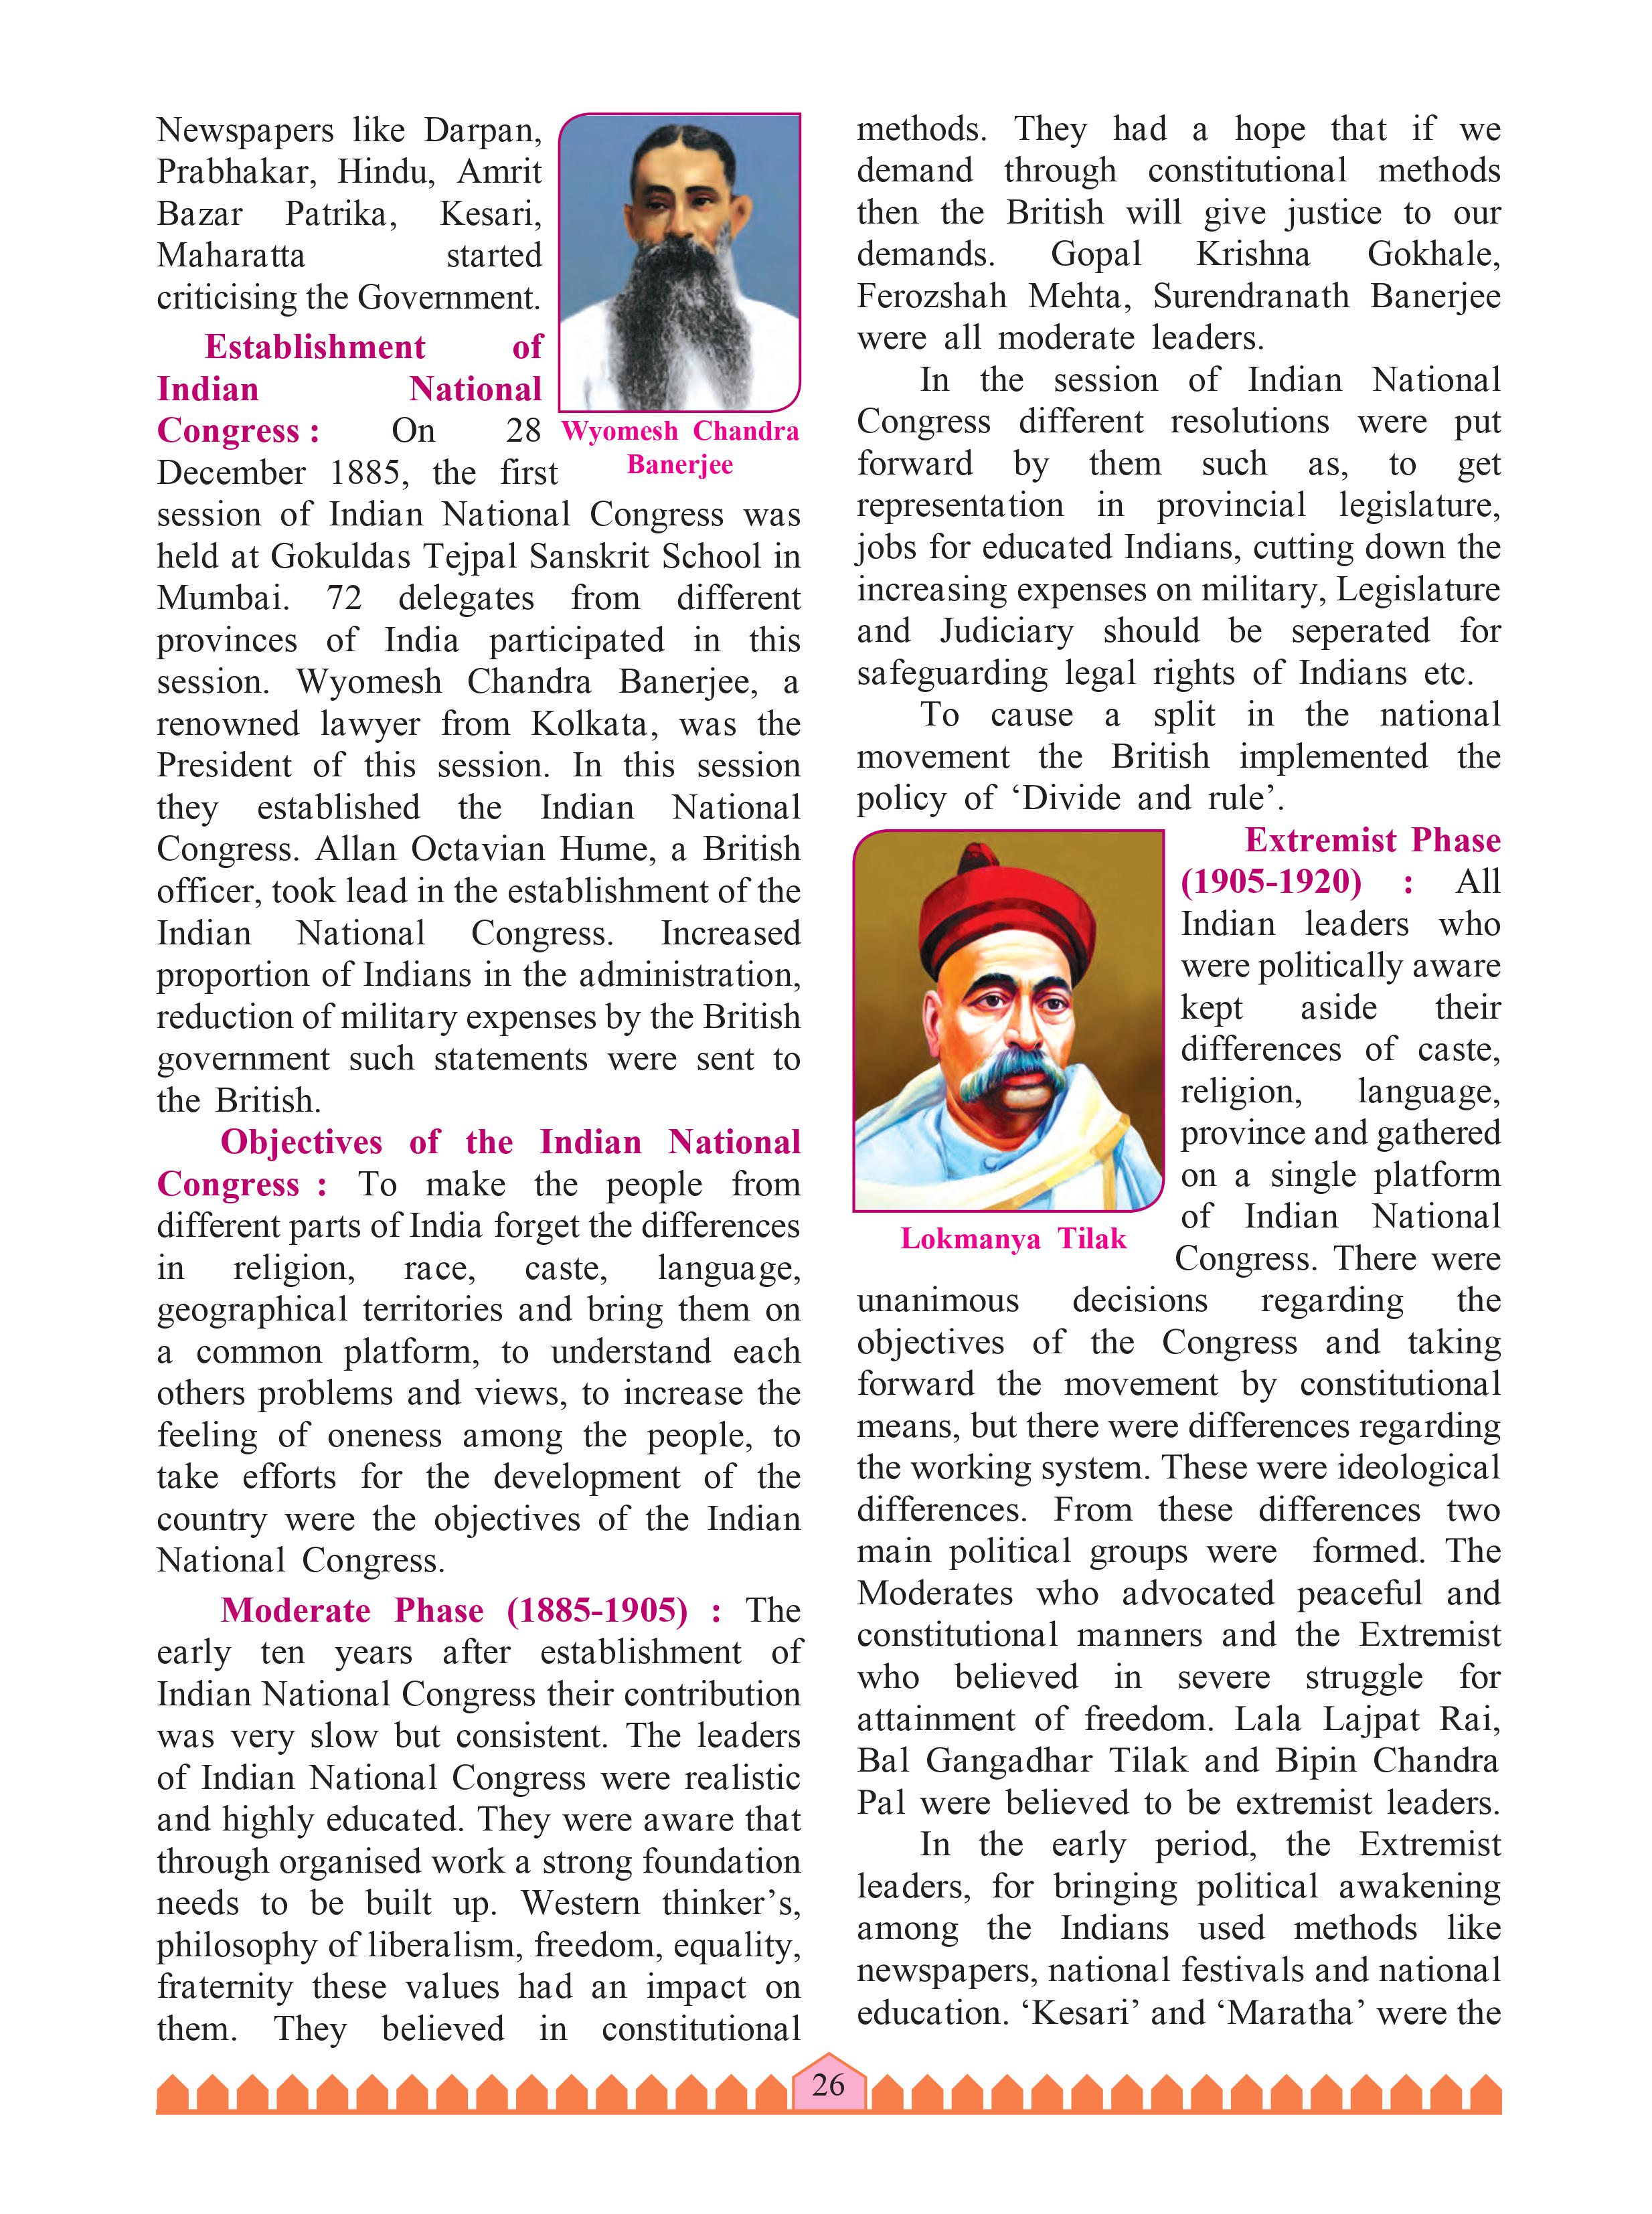 Newspapers like Darpan,
Prabhakar, Hindu, Amrit
Bazar Patrika, Kesari,
Maharatta started
criticising the Government.
Establishment of
Indian National
Congress : On 28
December 1885, the first
Wyomesh Chandra
Banerjee
session of Indian National Congress was
held at Gokuldas Tejpal Sanskrit School in
Mumbai. 72 delegates from different
provinces of India participated in this
session. Wyomesh Chandra Banerjee, a
renowned lawyer from Kolkata, was the
President of this session. In this session
they established the Indian National
Congress. Allan Octavian Hume, a British
officer, took lead in the establishment of the
Indian National Congress. Increased
proportion of Indians in the administration,
reduction of military expenses by the British
government such statements were sent to
the British.
Objectives of the Indian National
Congress : To make the people from
different parts of India forget the differences
in religion, race, caste, language,
geographical territories and bring them on
a common platform, to understand each
others problems and views, to increase the
feeling of oneness among the people, to
take efforts for the development of the
country were the objectives of the Indian
National Congress.
Moderate Phase (1885-1905) : The
early ten years after establishment of
Indian National Congress their contribution
was very slow but consistent. The leaders
of Indian National Congress were realistic
and highly educated. They were aware that
through organised work a strong foundation
needs to be built up. Western thinker’s,
philosophy of liberalism, freedom, equality,
fraternity these values had an impact on
them. They believed in constitutional
methods. They had a hope that if we
demand through constitutional methods
then the British will give justice to our
demands. Gopal Krishna Gokhale,
Ferozshah Mehta, Surendranath Banerjee
were all moderate leaders.
In the session of Indian National
Congress different resolutions were put
forward by them such as, to get
representation in provincial legislature,
jobs for educated Indians, cutting down the
increasing expenses on military, Legislature
and Judiciary should be seperated for
safeguarding legal rights of Indians etc.
To cause a split in the national
movement the British implemented the
policy of ‘Divide and rule’.
Extremist Phase
(1905-1920) : All
Indian leaders who
were politically aware
kept aside their
differences of caste,
religion, language,
province and gathered
on a single platform
of Indian National
Lokmanya Tilak
Congress. There were
unanimous decisions regarding the
objectives of the Congress and taking
forward the movement by constitutional
means, but there were differences regarding
the working system. These were ideological
differences. From these differences two
main political groups were formed. The
Moderates who advocated peaceful and
constitutional manners and the Extremist
who believed in severe struggle for
attainment of freedom. Lala Lajpat Rai,
Bal Gangadhar Tilak and Bipin Chandra
Pal were believed to be extremist leaders.
In the early period, the Extremist
leaders, for bringing political awakening
among the Indians used methods like
newspapers, national festivals and national
education. ‘Kesari’ and ‘Maratha’ were the
26